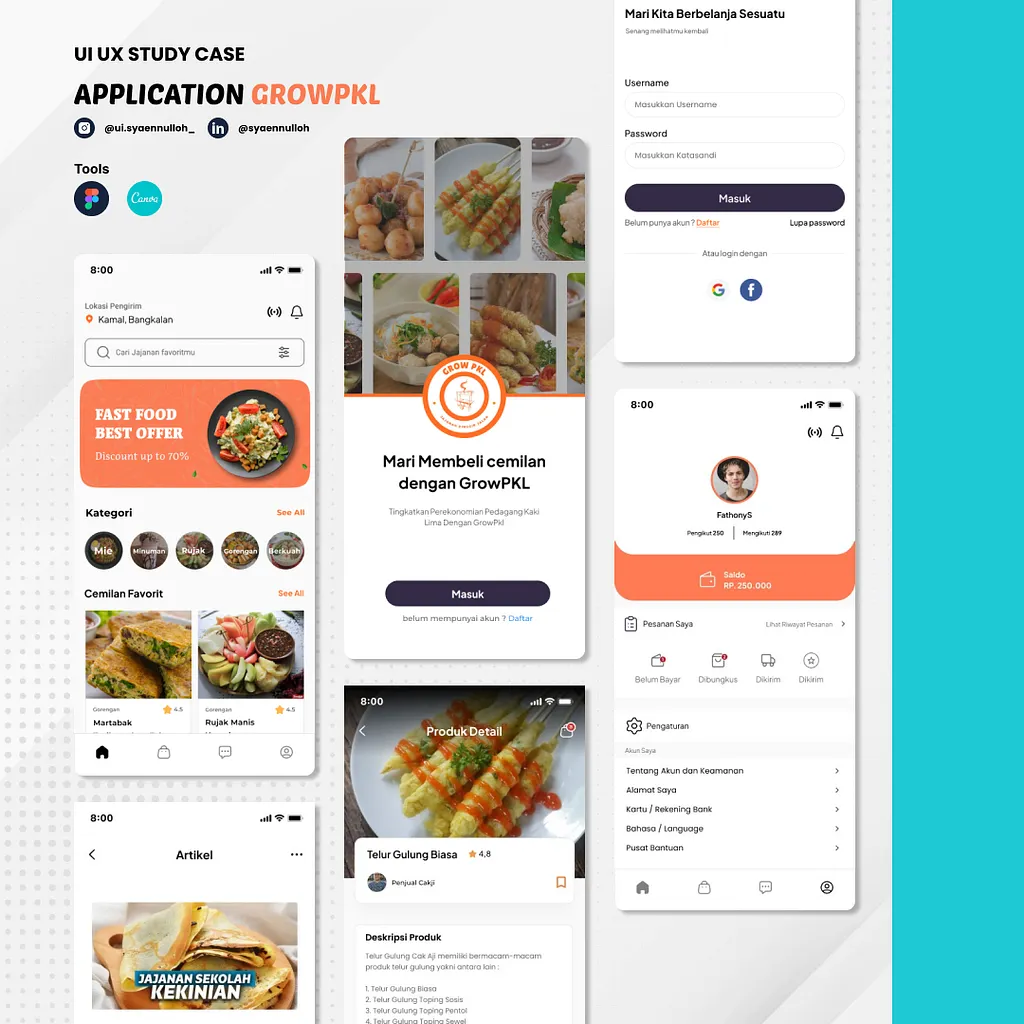 UI UX STUDY CASE
APPLICATION GROWPKL
@ui.syaennulloh_
@syaennulloh
Tools
Canva
8:00
Lokasi Pengirim
Kamal, Bangkalan
Cari Jajanan favoritmu
FAST FOOD
BEST OFFER
Discount up to 70%
Kategori
See All
Mie
Minuman
Rujak
Gorengan
Berkuah
Cemilan Favorit
See All
Gorengan
4.5
Martabak
Gorengan
4.5
Rujak Manis
8:00
Artikel
JAJANAN SEKOLAH
KEKINIAN
GROW PKL
Mari Membeli cemilan
dengan GrowPKL
Tingkatkan Perekonomian Pedagang Kaki
Lima Dengan GrowPkl
Masuk
belum mempunyai akun ? Daftar
8:00
Produk Detail
Telur Gulung Biasa
4,8
Penjual Cakji
Deskripsi Produk
Telur Gulung Cak Aji memiliki bermacam-macam
produk telur gulung yakni antara lain :
1. Telur Gulung Biasa
2. Telur Gulung Toping Sosis
3. Telur Gulung Toping Pentol
4. Telur Gulung Toping Sewel
Mari Kita Berbelanja Sesuatu
Senang melihatmu kembali
Username
Masukkan Username
Password
Masukkan Katasandi
Masuk
Belum punya akun ? Daftar
Lupa password
Atau login dengan
8:00
FathonyS
Pengikut 250
Mengikuti 289
Saldo
RP. 250.000
Pesanan Saya
Lihat Riwayat Pesanan
Belum Bayar
Dibungkus
Dikirim
Dikirim
Pengaturan
Akun Saya
Tentang Akun dan Keamanan
Alamat Saya
Kartu / Rekening Bank
Bahasa / Language
Pusat Bantuan